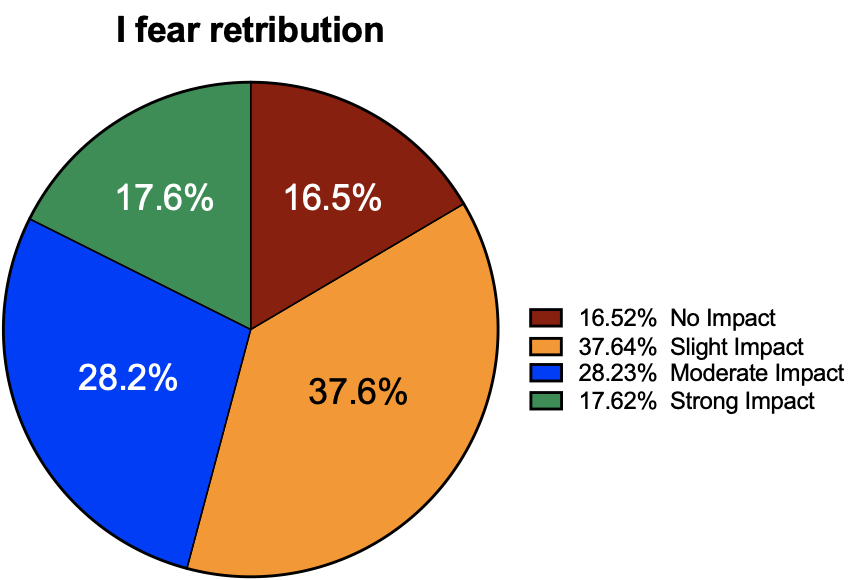 I fear retribution
17.6%
16.5%
28.2%
37.6%
16.52% No Impact
37.64% Slight Impact
28.23% Moderate Impact
17.62% Strong Impact